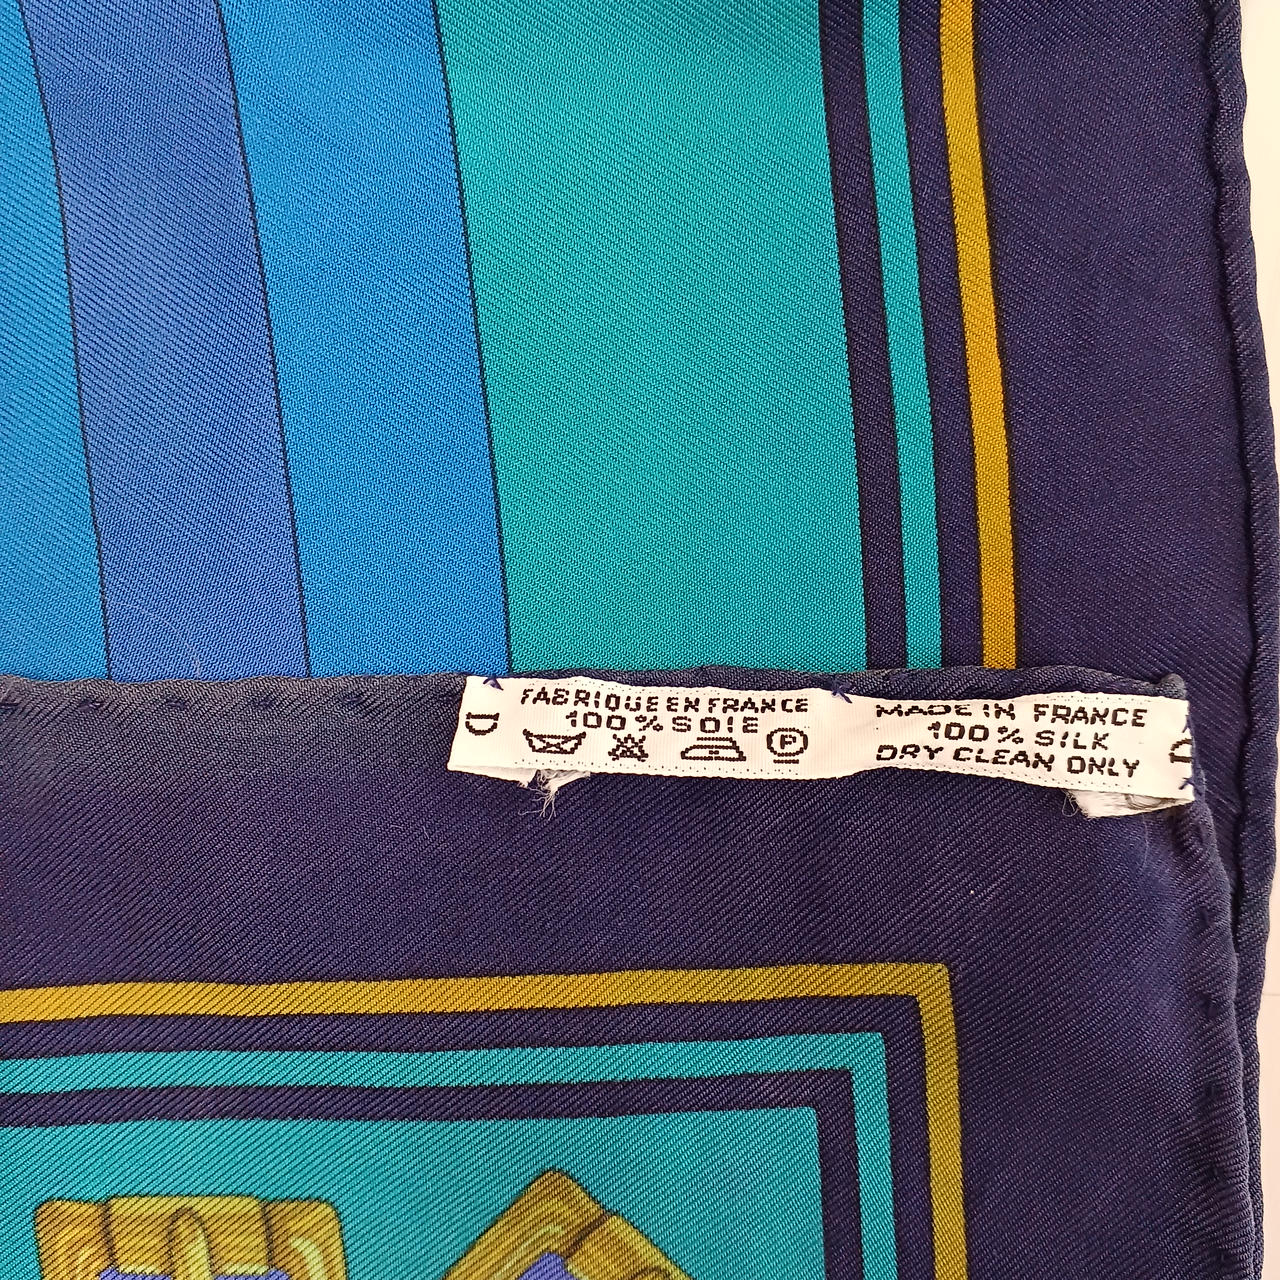 D
FABRIQUE EN FRANCE
100% SOIE
P
MADE IN FRANCE
100% SILK
DRY CLEAN ONLY
D